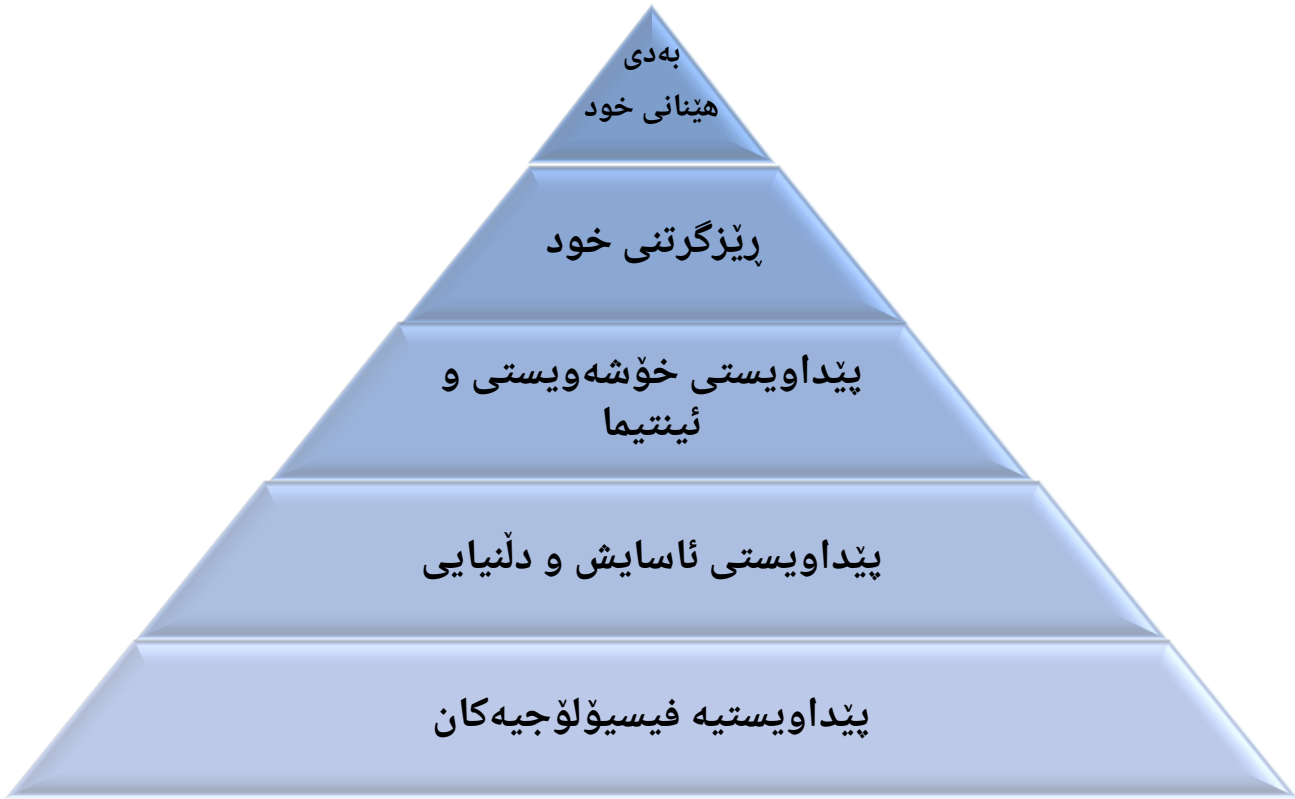 بەدی
هێنانی خود
ڕێزگرتنی خود
پێداویستی خۆشەویستی و
ئینتیما
پێداویستی ئاسایش و دڵنیایی
پێداویستیە فیسیۆلۆجیەکان